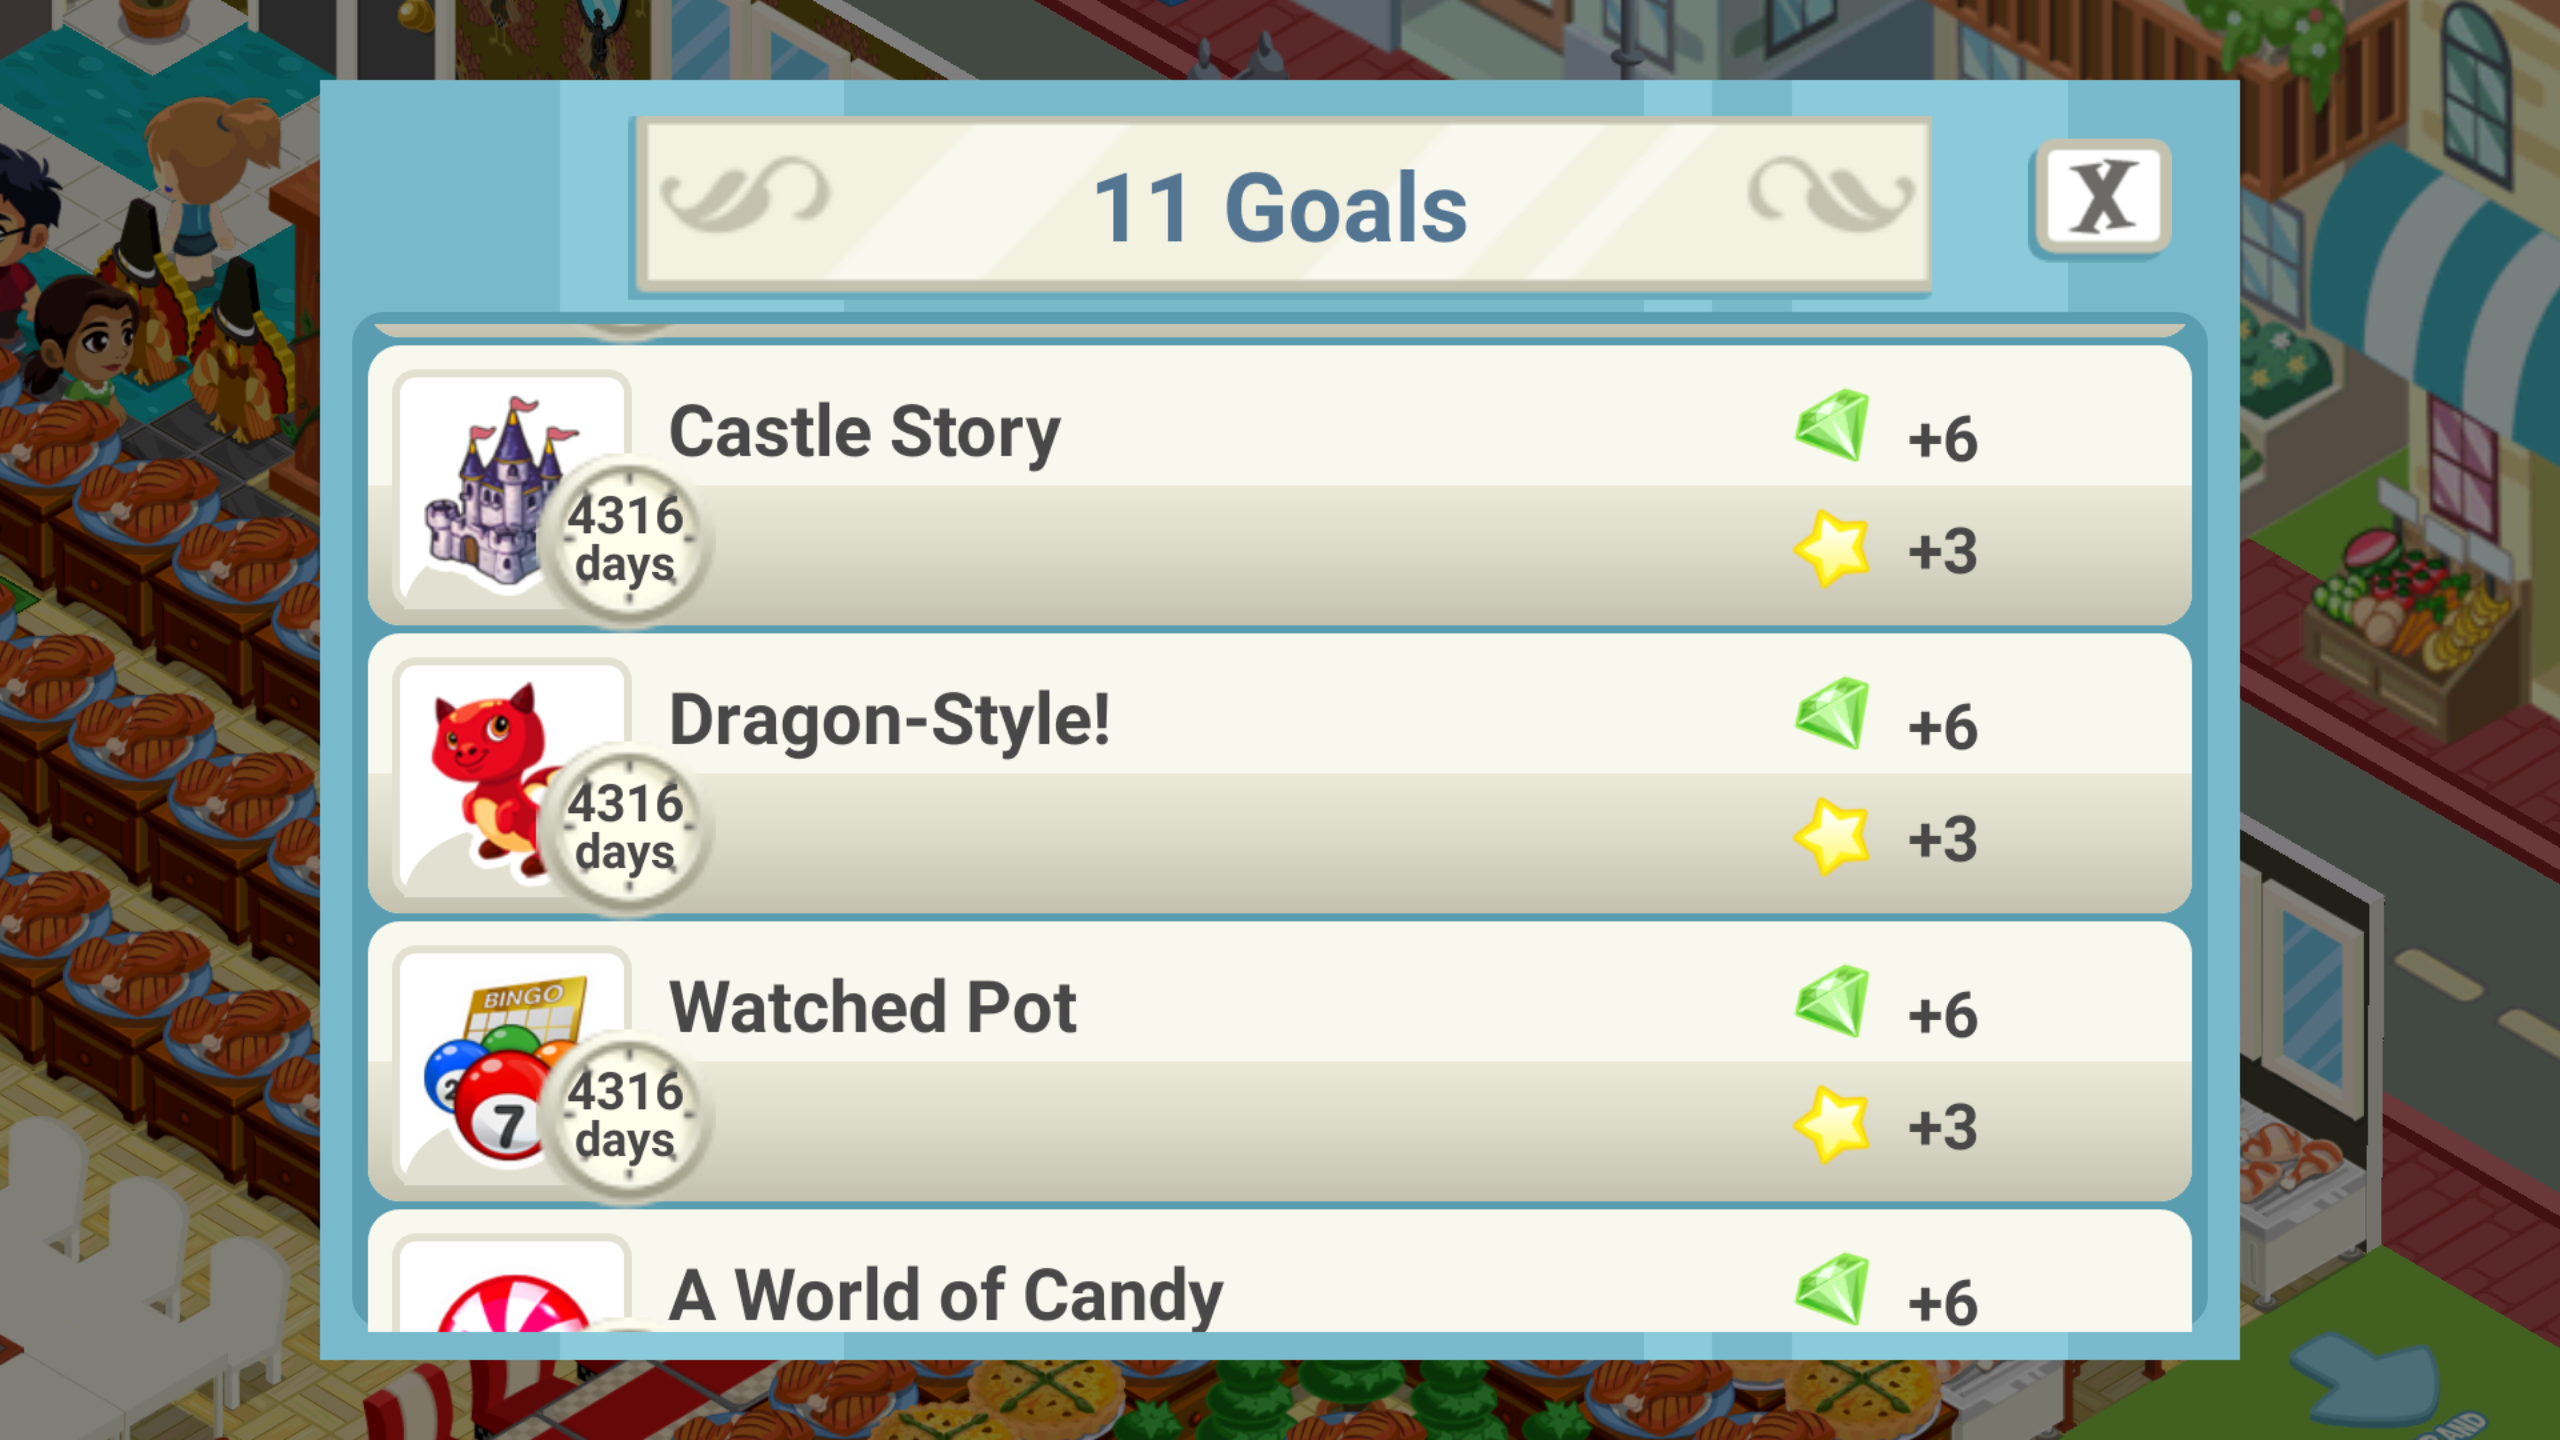 11 Goals
X
Castle Story
+6
4316
days
+3
Dragon-Style!
+6
4316
days
+3
BINGO
Watched Pot
+6
2
7
4316
days
+3
A World of Candy
+6